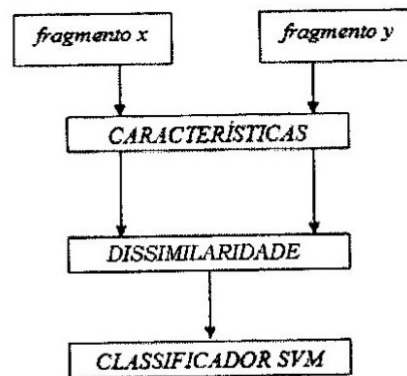 fragmento x
fragmento y
CARACTERÍSTICAS
DISSIMILARIDADE
CLASSIFICADOR SVM